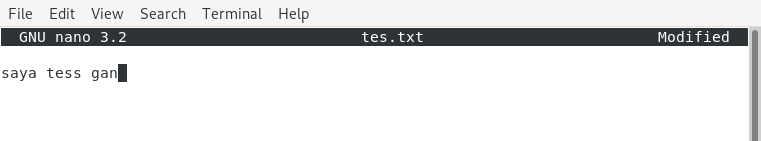 File Edit View Search Terminal Help
GNU nano 3.2 tes.txt Modified
saya tess gan